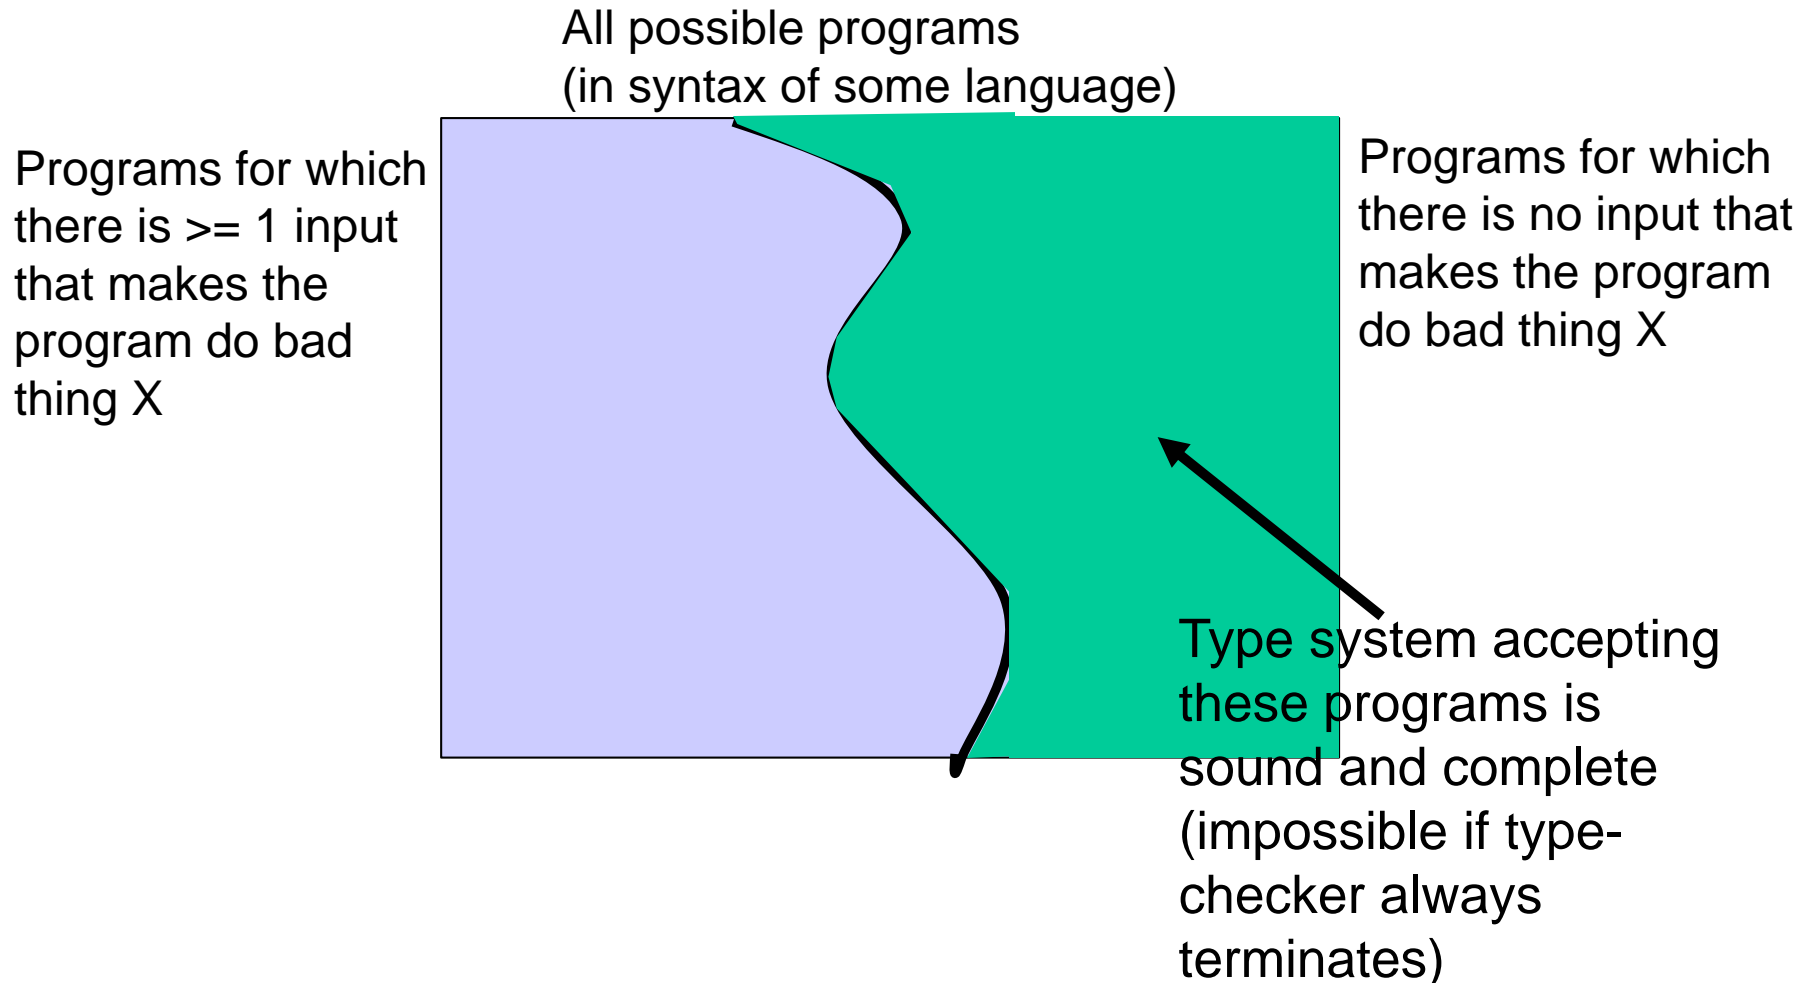 All possible programs
(in syntax of some language)
Programs for which
there is >= 1 input
that makes the
program do bad
thing X
Programs for which
there is no input that
makes the program
do bad thing X
Type system accepting
these programs is
sound and complete
(impossible if type-
checker always
terminates)